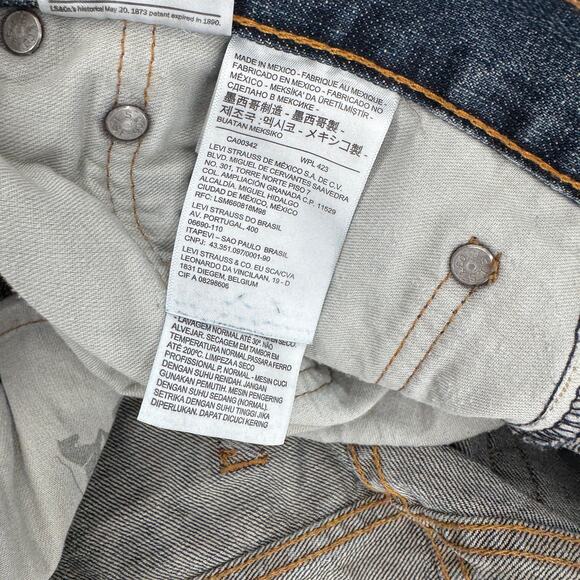 LS&Co.'s historical May 20, 1873 patent expired in 1890.
MADE IN MEXICO - FABRIQUE AU MEXIQUE -
FABRICADO EN MEXICO - FABRICADO EN
MÉXICO - MEKSİKA'DA ÜRETİLMİŞTİR -
СДЕЛАНО В МЕКСИКЕ -
墨西哥制造 - 墨西哥製 -
제조국 : 멕시코 - メキシコ製 -
BUATAN MEKSIKO
CA00342 WPL 423
LEVI STRAUSS DE MÉXICO S.A. DE C.V.
BLVD. MIGUEL DE CERVANTES SAAVEDRA
NO. 301, TORRE NORTE PISO 7
COL. AMPLIACIÓN GRANADA C.P. 11529
ALCALDÍA, MIGUEL HIDALGO
CIUDAD DE MÉXICO, MÉXICO
RFC: LSM660818M98
LEVI STRAUSS DO BRASIL
AV. PORTUGAL, 400
06690-110
ITAPEVI – SAO PAULO BRASIL
CNPJ: 43.351.097/0001-90
LEVI STRAUSS & CO. EU SCA/CVA
LEONARDO DA VINCILAAN, 19 - D
1831 DIEGEM, BELGIUM
CIF A 08298606
LAVAGEM NORMAL ATÉ 30º. NÃO
ALVEJAR. SECAGEM EM TAMBOR EM
TEMPERATURA NORMAL.PASSAR A FERRO
ATÉ 200ºC. LIMPEZA A SECO
PROFISSIONAL P, NORMAL - MESIN CUCI
DENGAN SUHU RENDAH. JANGAN
GUNAKAN PEMUTIH. MESIN PENGERING
DENGAN SUHU SEDANG (NORMAL)
SETRIKA DENGAN SUHU TINGGI JIKA
DIPERLUKAN. DAPAT DICUCI KERING